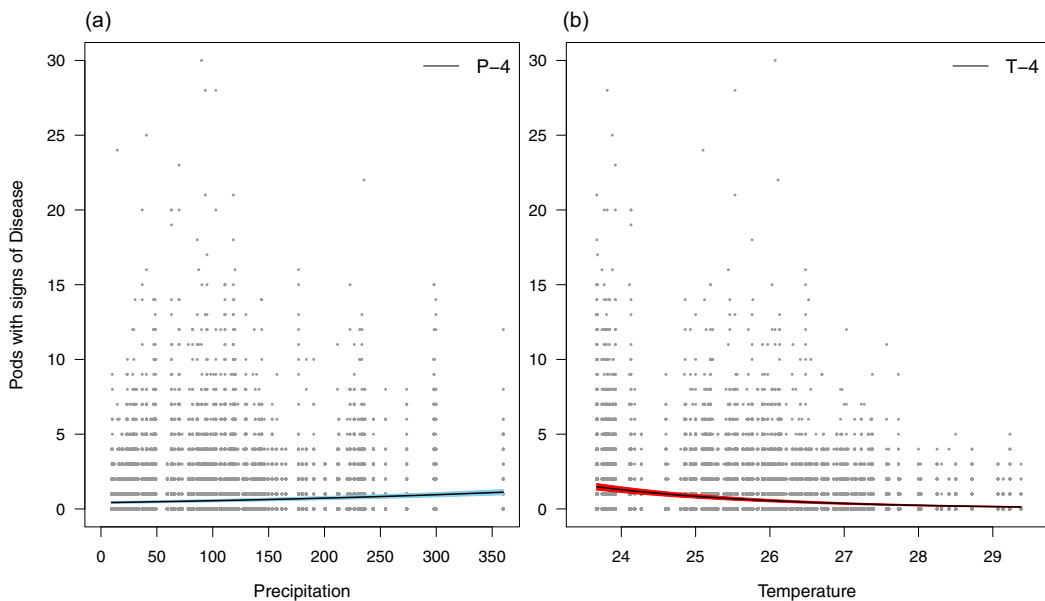 (a)
(b)
P−4
T−4
Pods with signs of Disease
30
25
20
15
10
5
0
30
25
20
15
10
5
0
0 50 100 150 200 250 300 350
24 25 26 27 28 29
Precipitation
Temperature